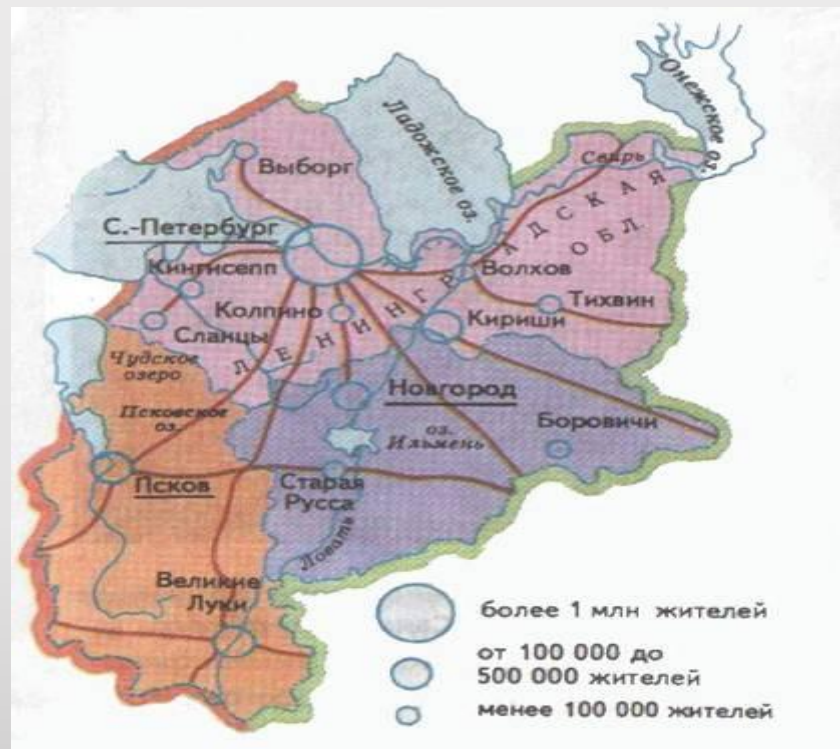 Онежское оз.
Ладожское оз.
Свирь
Выборг
С.-Петербург
ЛЕНИНГРАДСКАЯ
ОБЛ.
Кингисепп
Волхов
Колпино
Тихвин
Сланцы
Кириши
Чудское
озеро
Новгород
Псковское
оз.
оз.
Ильмень
Боровичи
Псков
Старая
Русса
Ловать
Великие
Луки
более 1 млн жителей
от 100 000 до
500 000 жителей
менее 100 000 жителей